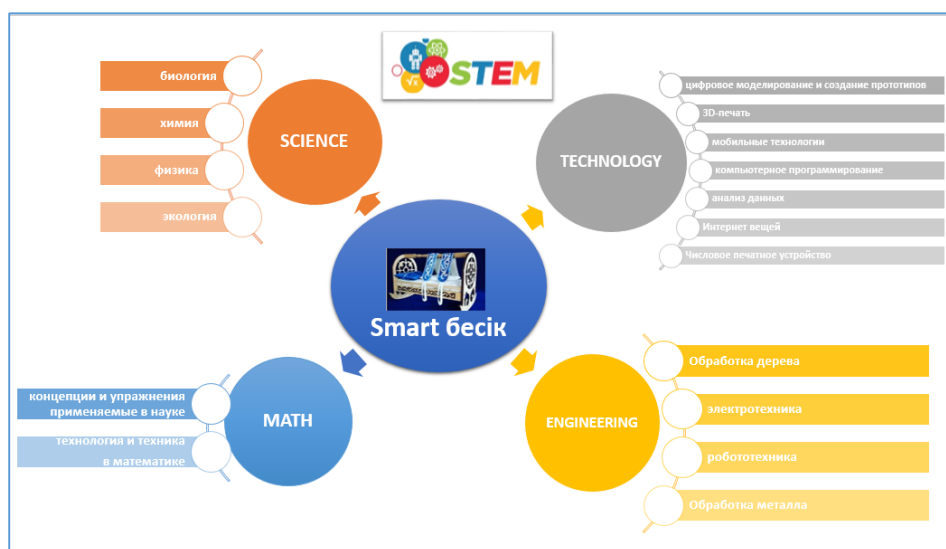 STEM
SCIENCE
биология
химия
физика
экология
TECHNOLOGY
цифровое моделирование и создание прототипов
3D-печать
мобильные технологии
компьютерное программирование
анализ данных
Интернет вещей
Числовое печатное устройство
Smart бесік
MATH
концепции и упражнения
применяемые в науке
технология и техника
в математике
ENGINEERING
Обработка дерева
электротехника
робототехника
Обработка металла